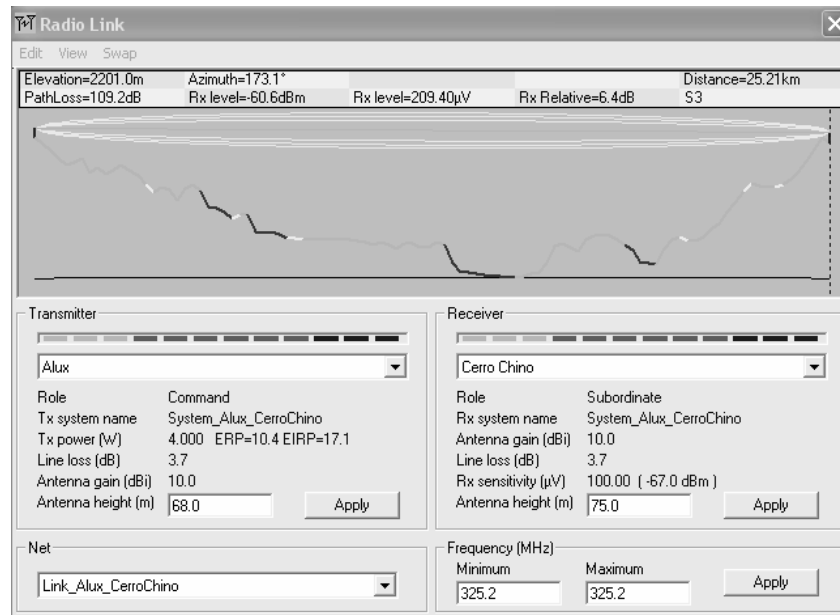 Radio Link
Edit View Swap
Elevation=2201.0m Azimuth=173.1° Distance=25.21km
PathLoss=109.2dB Rx level=-60.6dBm Rx level=209.40µV Rx Relative=6.4dB S3
Transmitter
Alux
Role Command
Tx system name System_Alux_CerroChino
Tx power (W) 4.000 ERP=10.4 EIRP=17.1
Line loss (dB) 3.7
Antenna gain (dBi) 10.0
Antenna height (m) 68.0 Apply
Receiver
Cerro Chino
Role Subordinate
Rx system name System_Alux_CerroChino
Antenna gain (dBi) 10.0
Line loss (dB) 3.7
Rx sensitivity (µV) 100.00 ( -67.0 dBm )
Antenna height (m) 75.0 Apply
Net
Link_Alux_CerroChino
Frequency (MHz)
Minimum Maximum
325.2 325.2 Apply